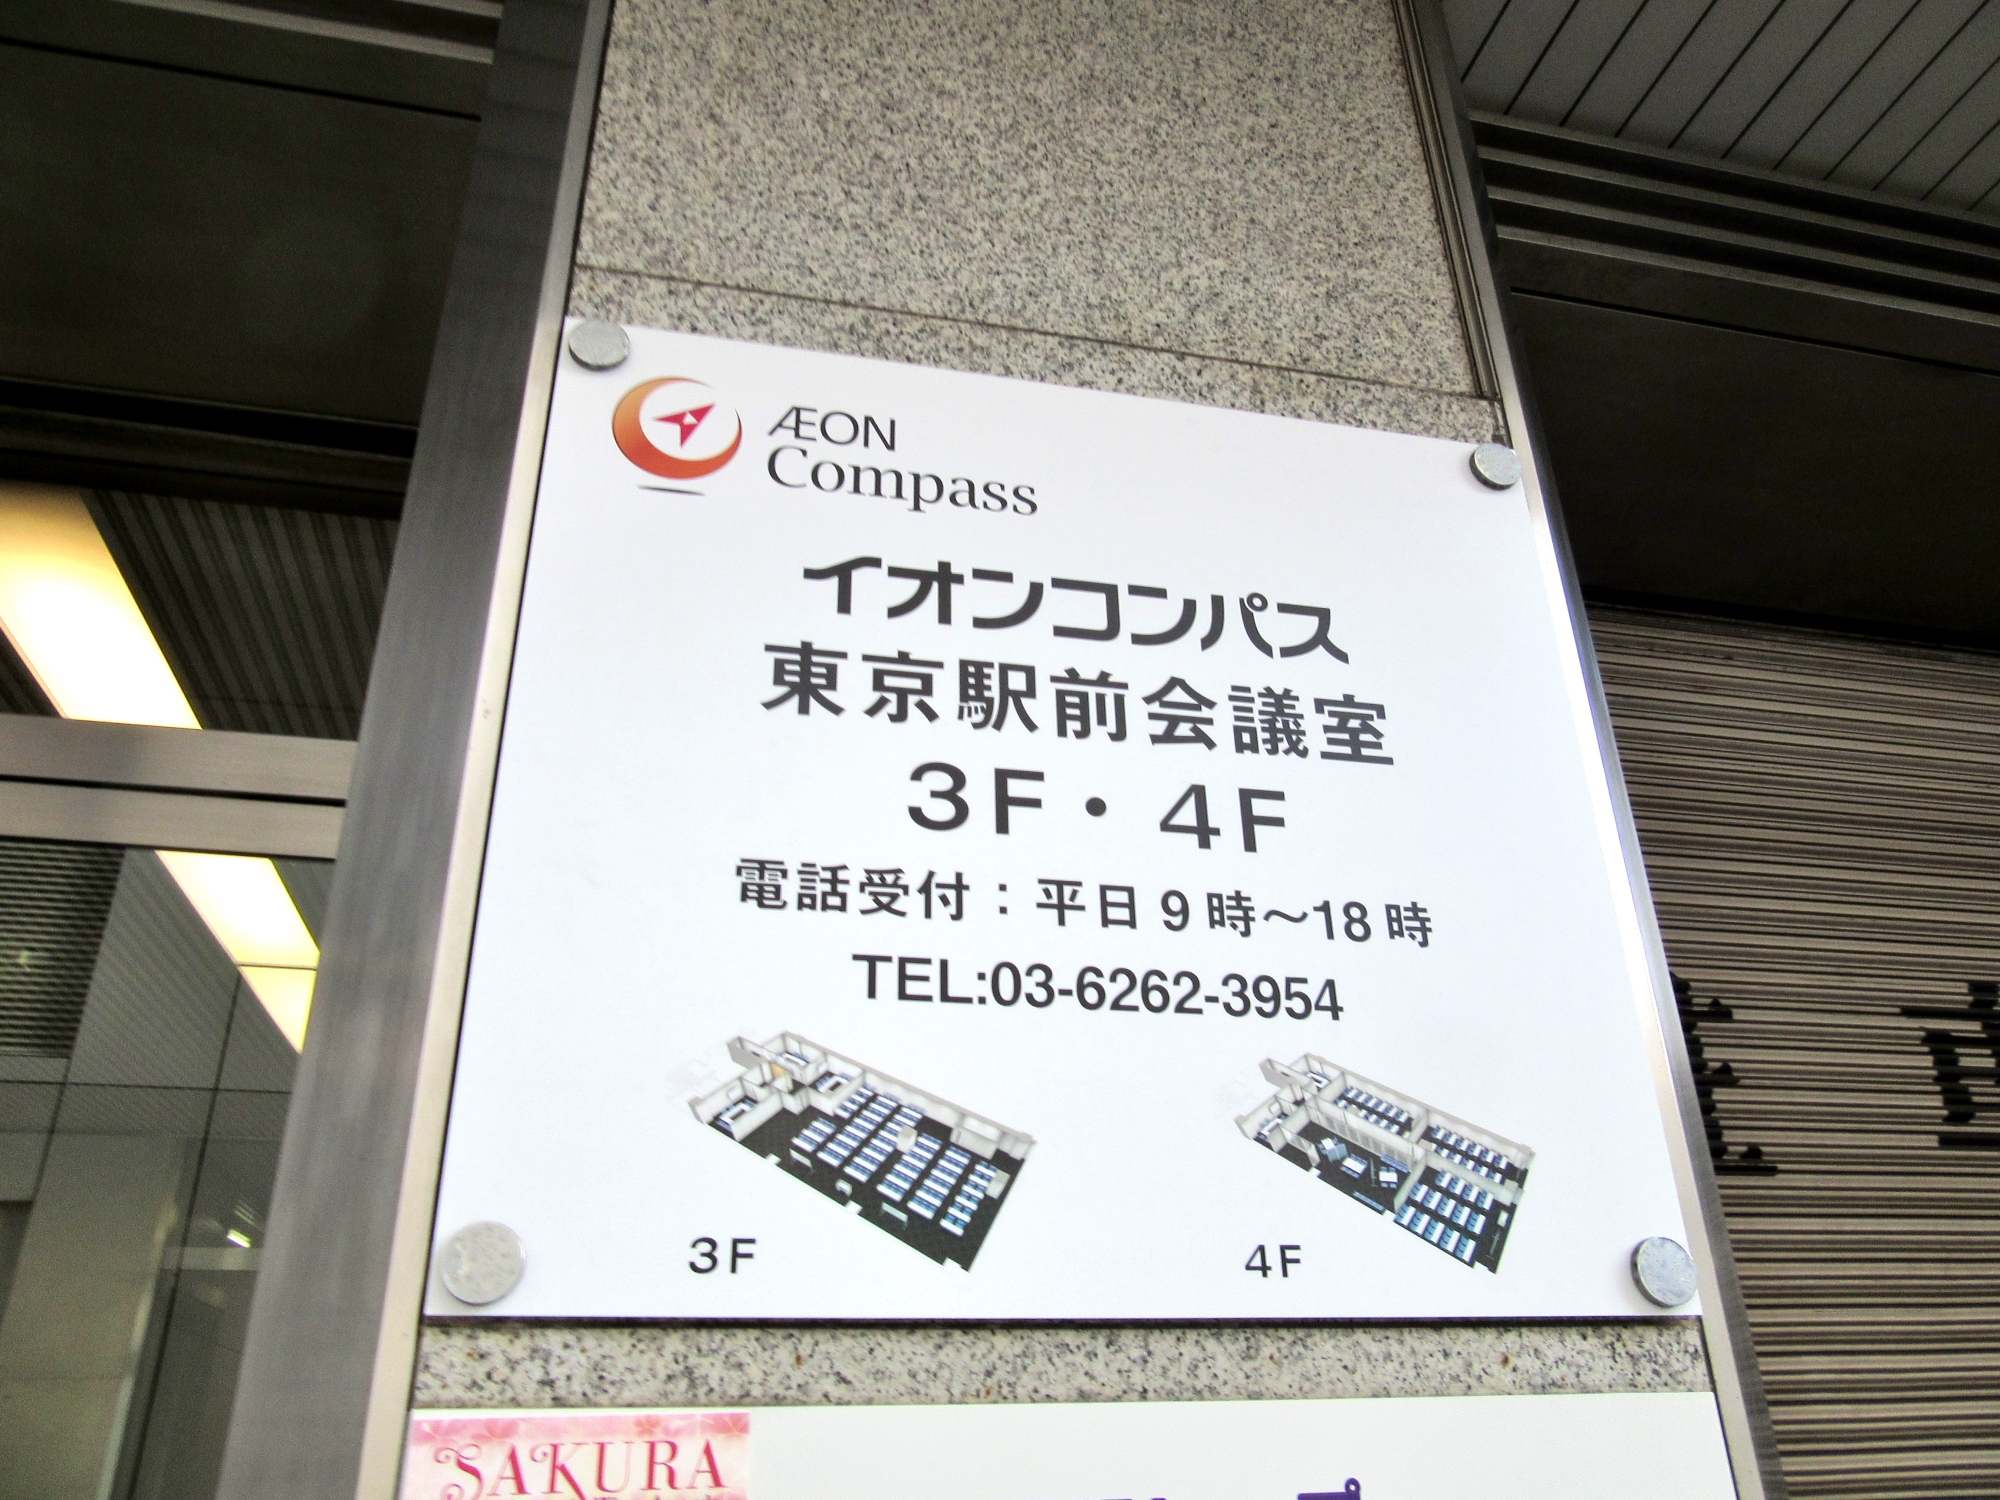 ÆON
Compass
イオンコンパス
東京駅前会議室
３F・４F
電話受付：平日９時～18時
TEL:03-6262-3954
３F
４F
SAKURA